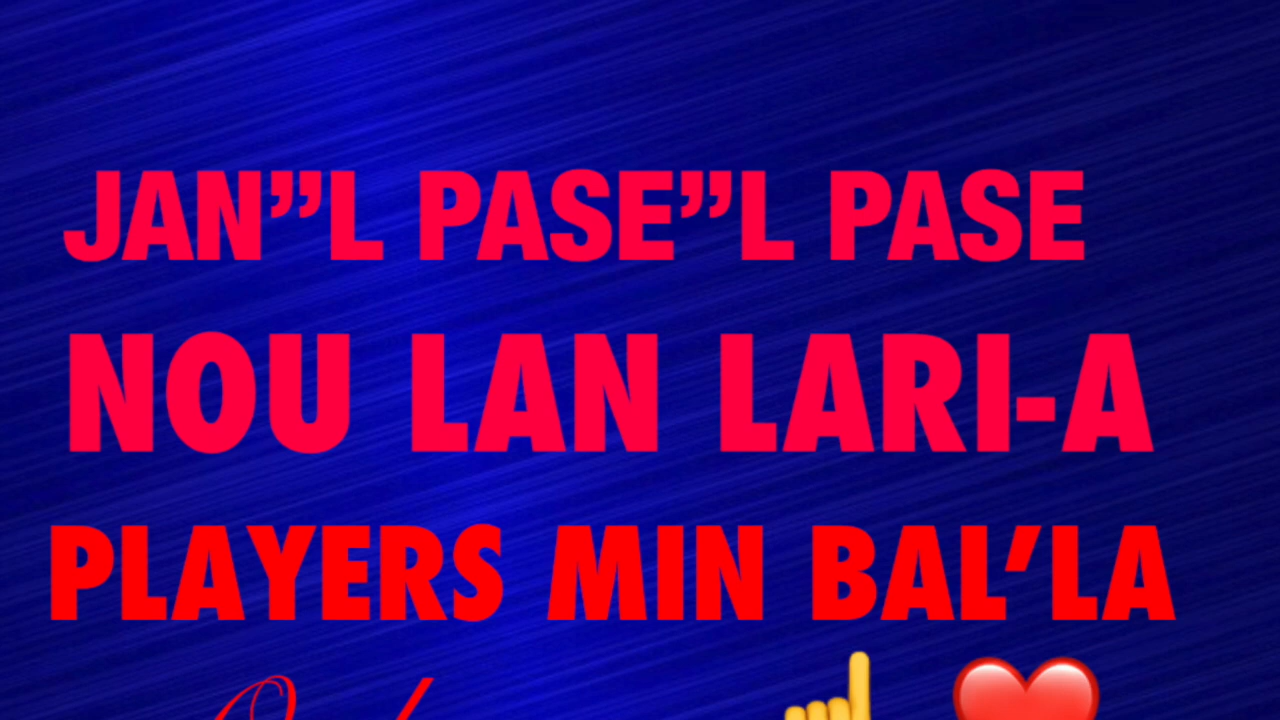 JAN”L PASE”L PASE
NOU LAN LARI-A
PLAYERS MIN BAL’LA